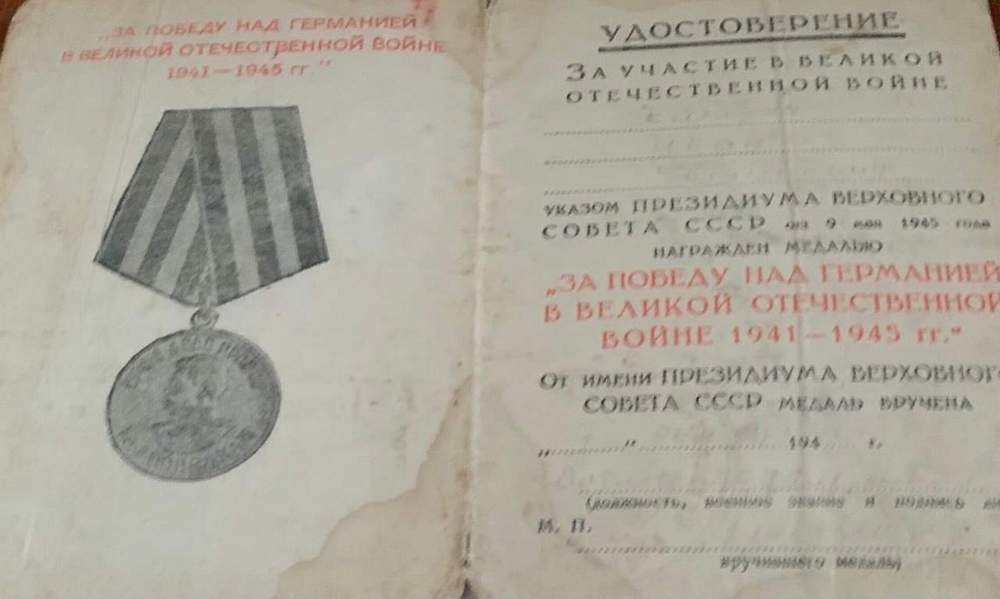 „ЗА ПОБЕДУ НАД ГЕРМАНИЕЙ
В ВЕЛИКОЙ ОТЕЧЕСТВЕННОЙ ВОЙНЕ
1941—1945 гг."
УДОСТОВЕРЕНИЕ
ЗА УЧАСТИЕ В ВЕЛИКОЙ
ОТЕЧЕСТВЕННОЙ ВОЙНЕ
УКАЗОМ ПРЕЗИДИУМА ВЕРХОВНОГО
СОВЕТА СССР от 9 мая 1945 года
НАГРАЖДЕН МЕДАЛЬЮ
„ЗА ПОБЕДУ НАД ГЕРМАНИЕЙ
В ВЕЛИКОЙ ОТЕЧЕСТВЕННОЙ
ВОЙНЕ 1941—1945 гг."
ОТ ИМЕНИ ПРЕЗИДИУМА ВЕРХОВНОГО
СОВЕТА СССР МЕДАЛЬ ВРУЧЕНА
„ " 194 г.
(должность, военное звание и подпись
М. П.
вручившего медаль)